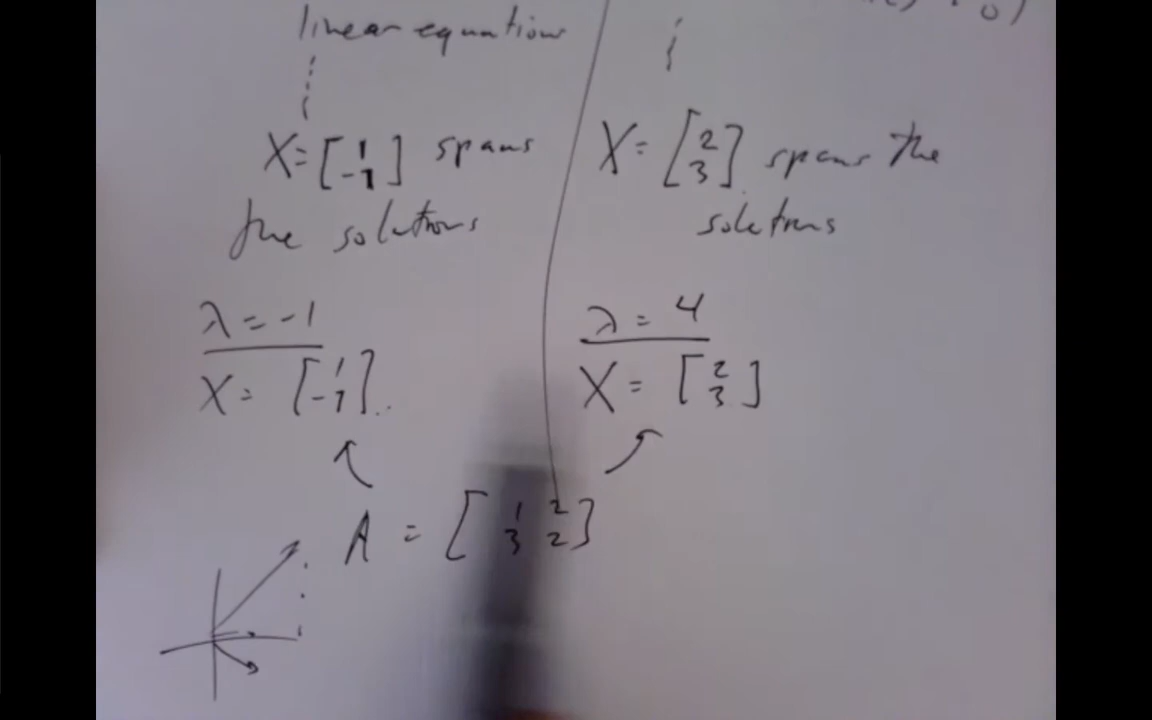 linear equations
X = [ 1 -1 ] spans
the solutions
λ = -1
X = [ 1 -1 ]
X = [ 2 3 ] spans the
solutions
λ = 4
X = [ 2 3 ]
A = [ 1 2
3 2 ]